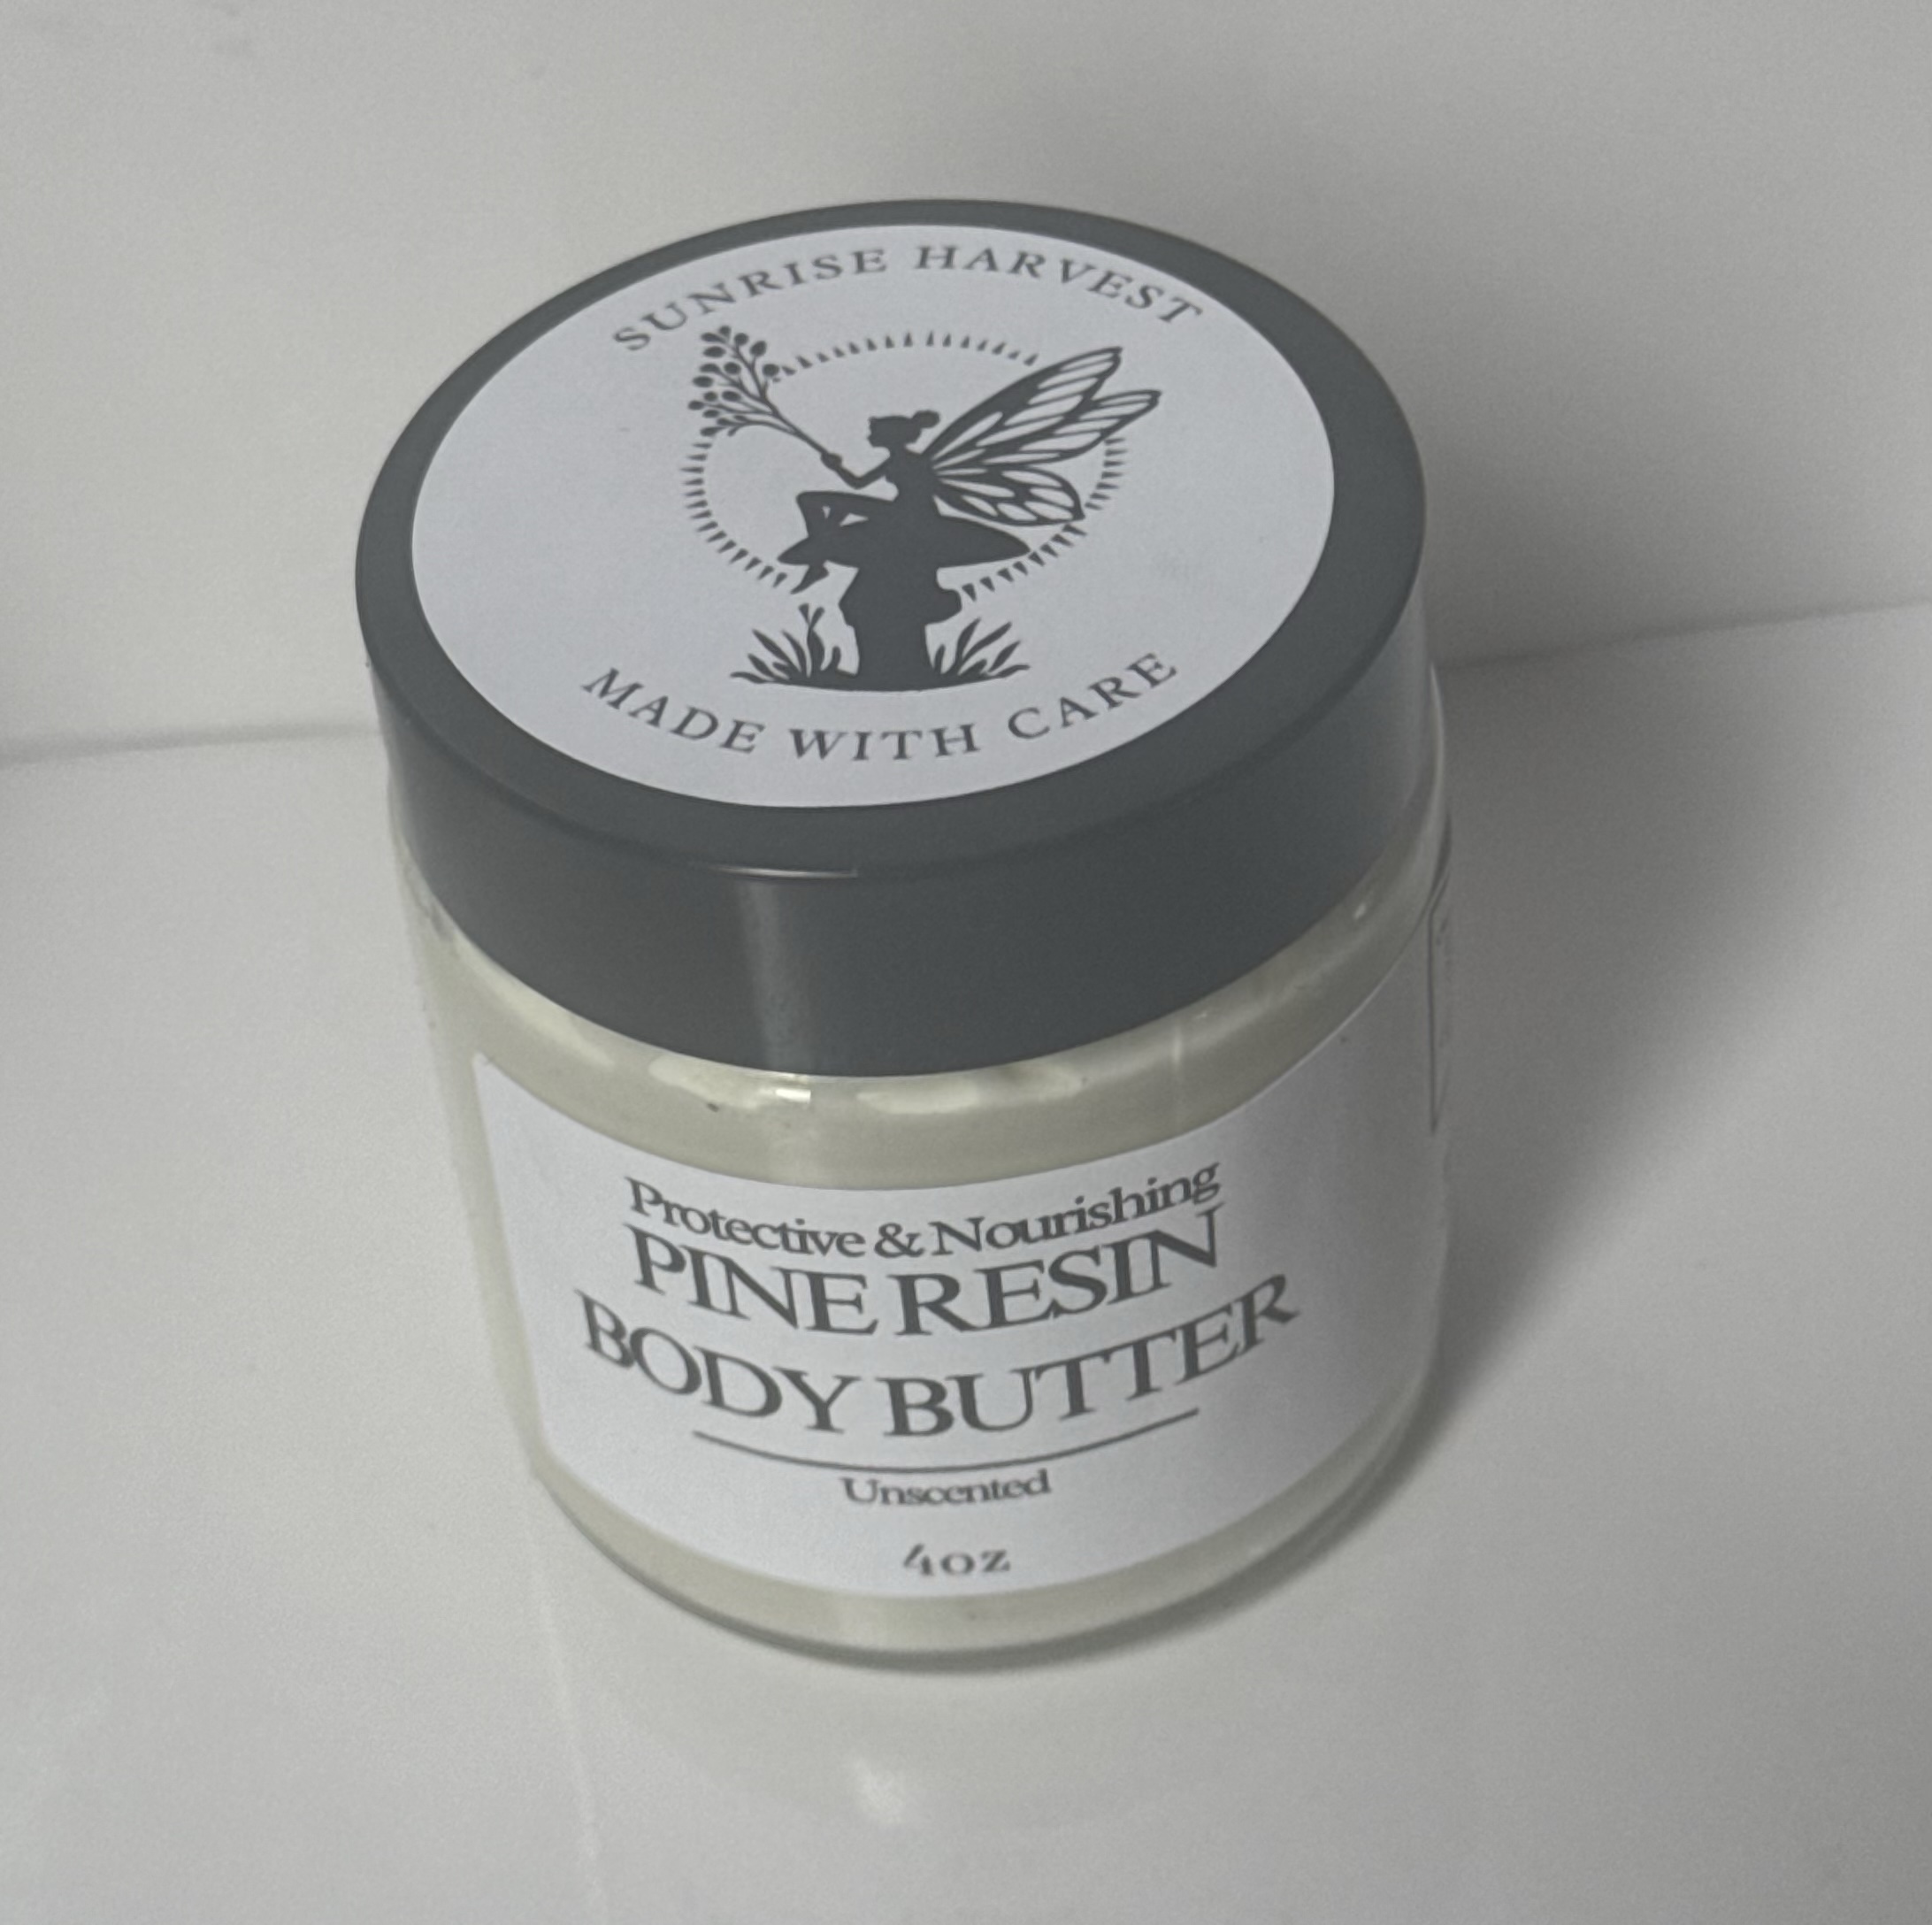 SUNRISE HARVEST
MADE WITH CARE
Protective & Nourishing
PINE RESIN
BODY BUTTER
Unscented
4oz